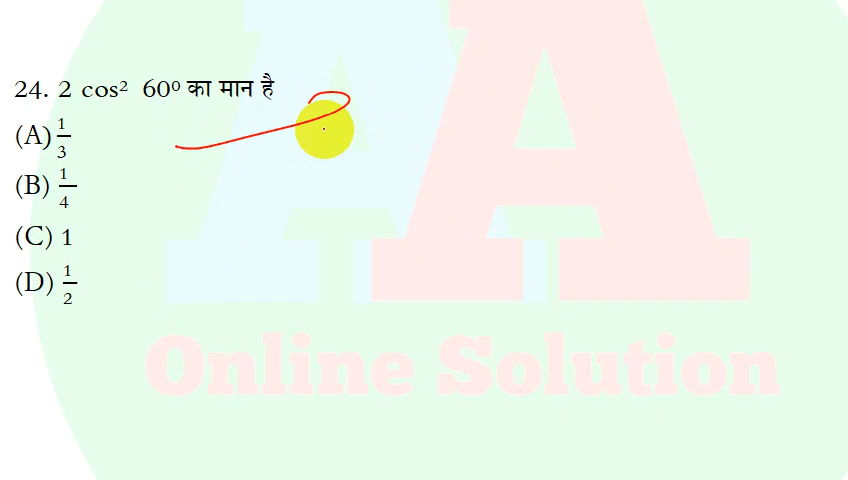 24. 2 cos² 60⁰ का मान है
(A) 1/3
(B) 1/4
(C) 1
(D) 1/2
AA
Online Solution